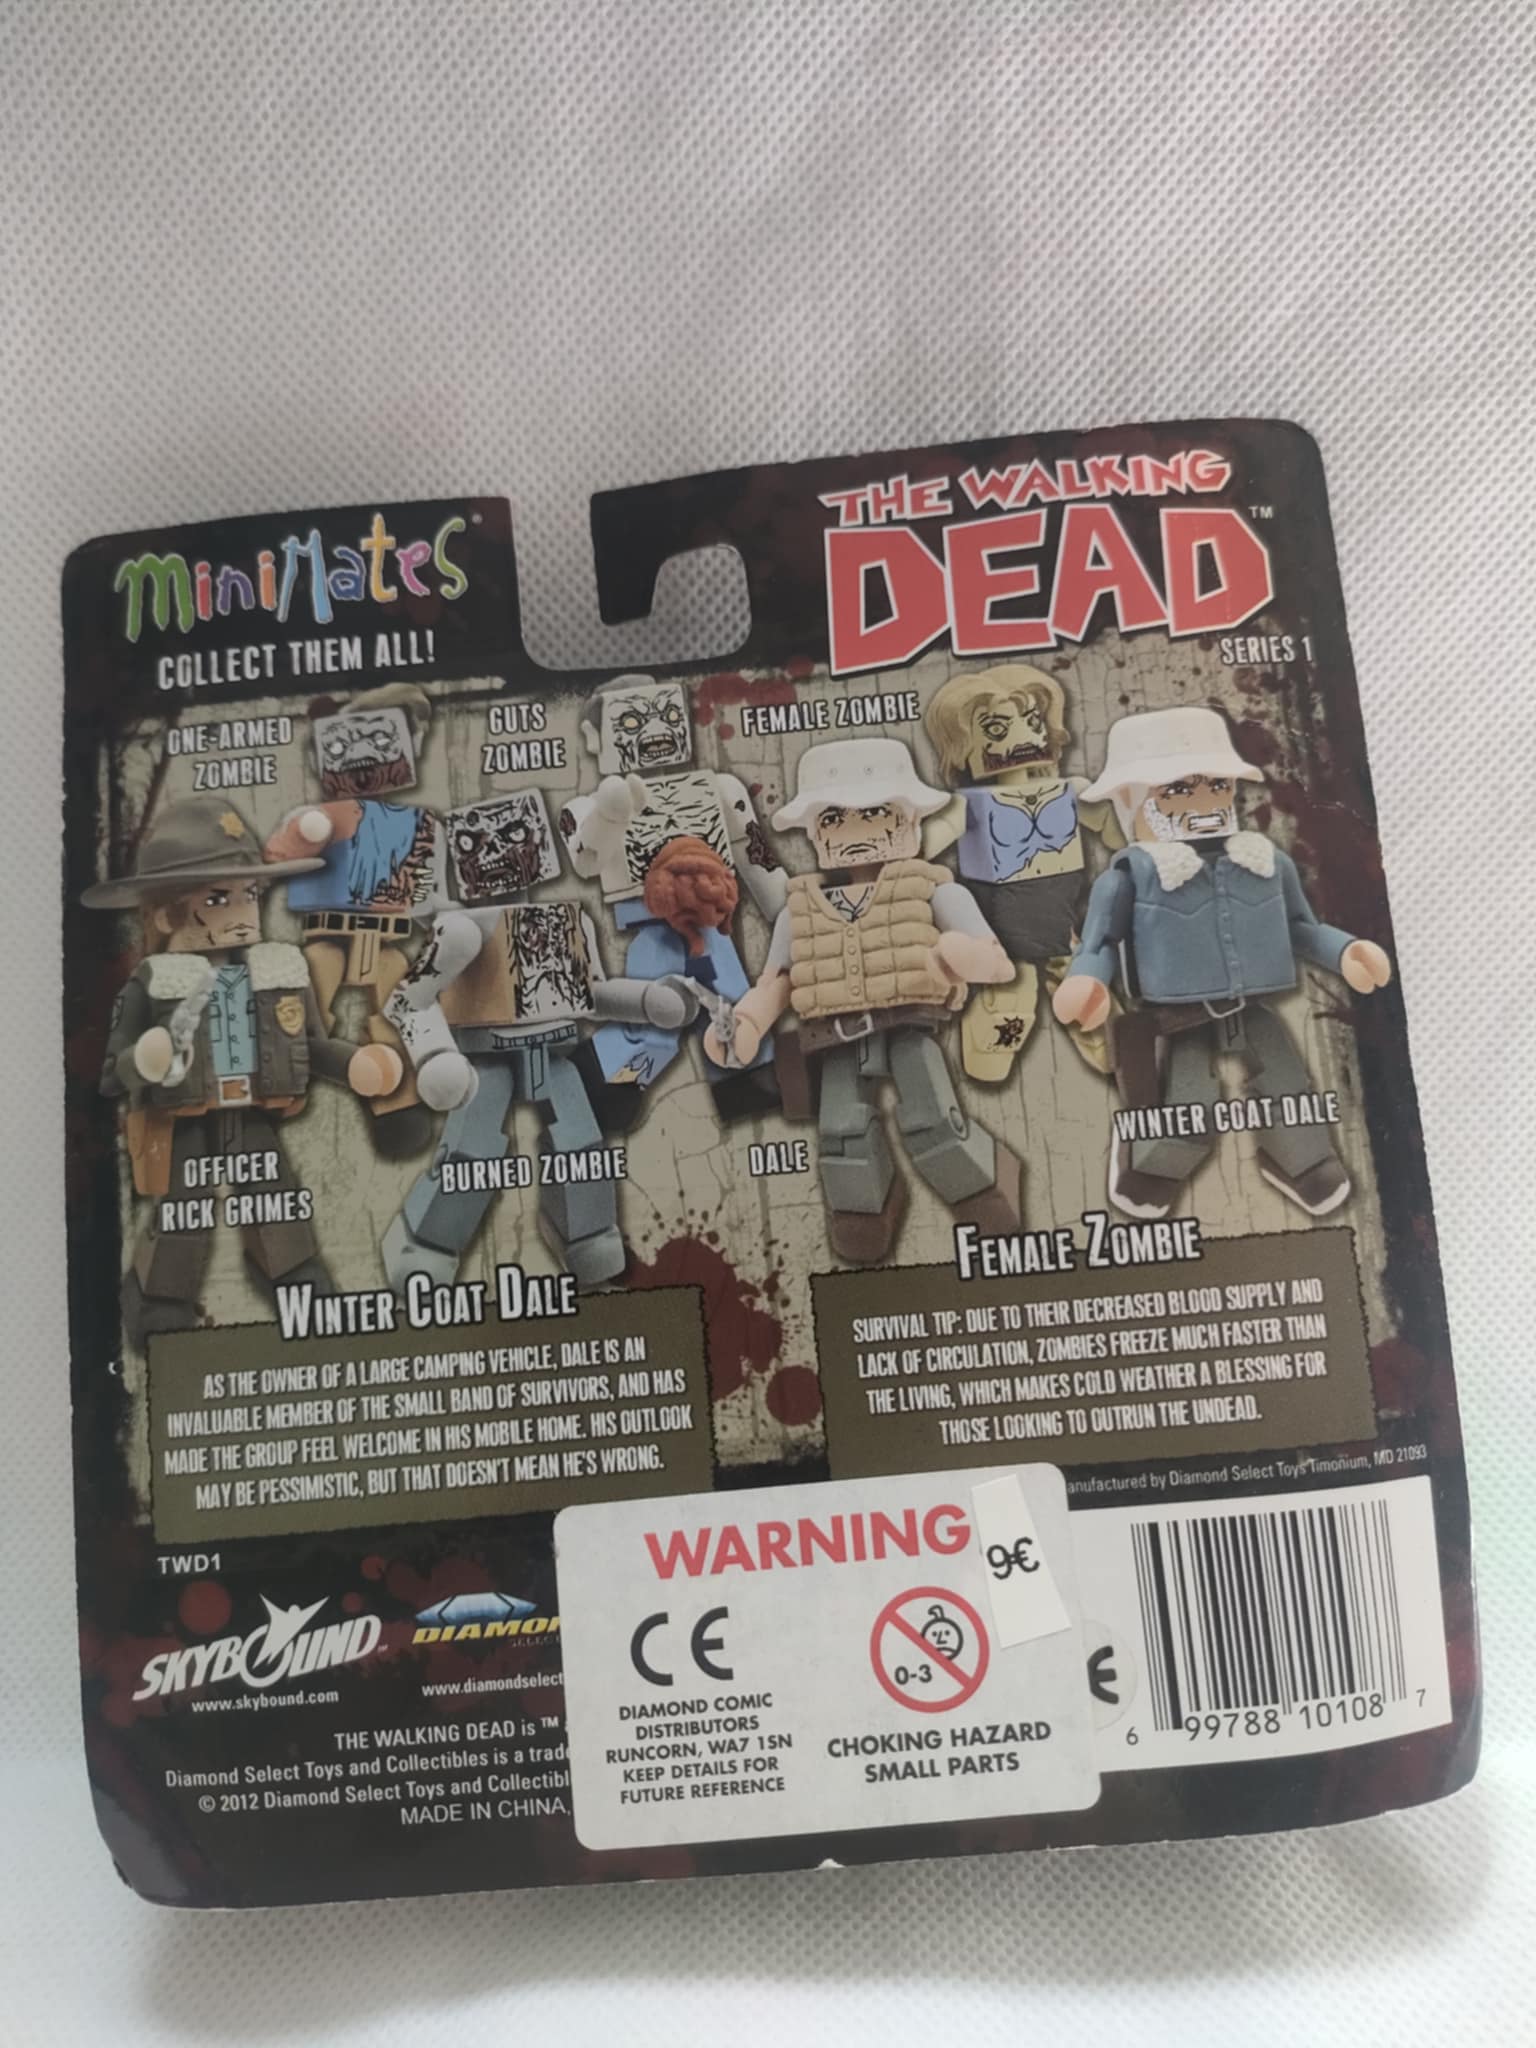 MiniMates
COLLECT THEM ALL!
THE WALKING
DEAD™
SERIES 1
ONE-ARMED
ZOMBIE
GUTS
ZOMBIE
FEMALE ZOMBIE
OFFICER
RICK GRIMES
BURNED ZOMBIE
DALE
WINTER COAT DALE
WINTER COAT DALE
AS THE OWNER OF A LARGE CAMPING VEHICLE, DALE IS AN
INVALUABLE MEMBER OF THE SMALL BAND OF SURVIVORS, AND HAS
MADE THE GROUP FEEL WELCOME IN HIS MOBILE HOME. HIS OUTLOOK
MAY BE PESSIMISTIC, BUT THAT DOESN'T MEAN HE'S WRONG.
FEMALE ZOMBIE
SURVIVAL TIP: DUE TO THEIR DECREASED BLOOD SUPPLY AND
LACK OF CIRCULATION, ZOMBIES FREEZE MUCH FASTER THAN
THE LIVING, WHICH MAKES COLD WEATHER A BLESSING FOR
THOSE LOOKING TO OUTRUN THE UNDEAD.
anufactured by Diamond Select Toys Timonium, MD 21093
TWD1
SKYBOUND™
www.skybound.com
DIAMON
SELEC
www.diamondselect
THE WALKING DEAD is ™
Diamond Select Toys and Collectibles is a trade
© 2012 Diamond Select Toys and Collectibl
MADE IN CHINA,
WARNING
9€
CE
DIAMOND COMIC
DISTRIBUTORS
RUNCORN, WA7 1SN
KEEP DETAILS FOR
FUTURE REFERENCE
0-3
CHOKING HAZARD
SMALL PARTS
E
6 99788 10108 7